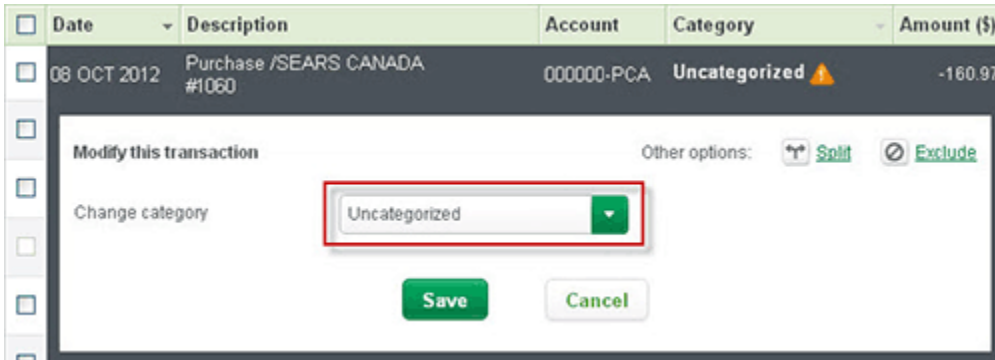 Date Description Account Category Amount ($)
08 OCT 2012 Purchase /SEARS CANADA 000000-PCA Uncategorized -160.97
#1060
Modify this transaction Other options: Split Exclude
Change category Uncategorized
Save Cancel